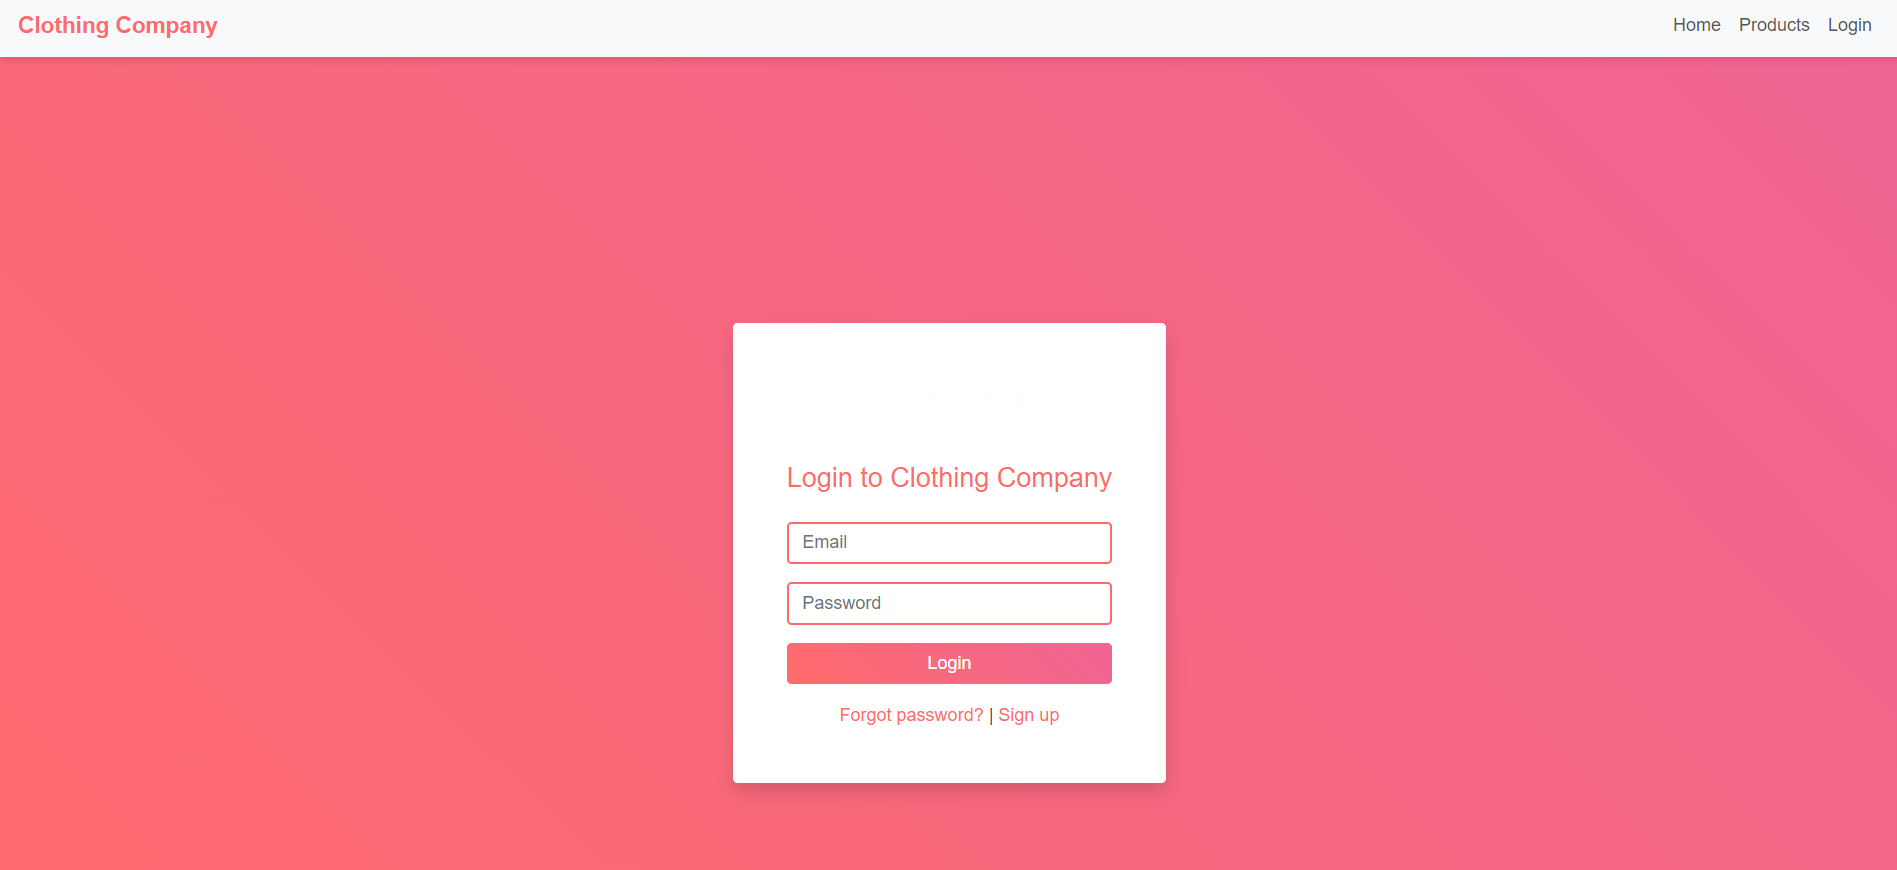 Clothing Company
Home Products Login
Login to Clothing Company
Email
Password
Login
Forgot password? | Sign up